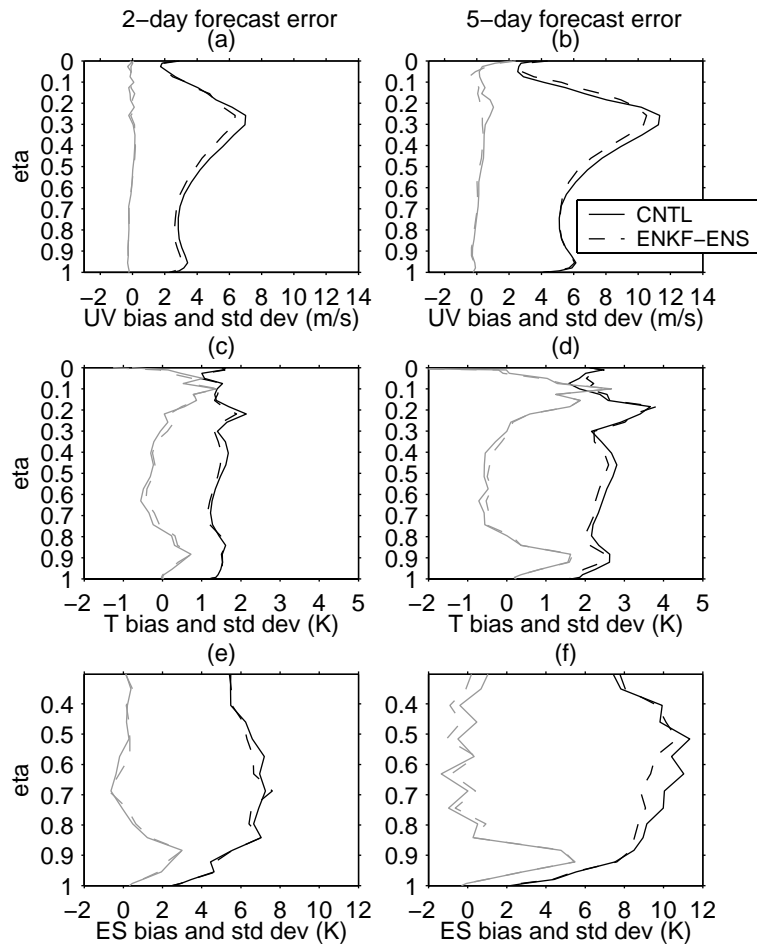 2−day forecast error
5−day forecast error
(a)
(b)
0
0.1
0.2
0.3
0.4
0.5
0.6
0.7
0.8
0.9
1
eta
−2 0 2 4 6 8 10 12 14
UV bias and std dev (m/s)
0
0.1
0.2
0.3
0.4
0.5
0.6
0.7
0.8
0.9
1
CNTL
ENKF−ENS
−2 0 2 4 6 8 10 12 14
UV bias and std dev (m/s)
(c)
(d)
0
0.1
0.2
0.3
0.4
0.5
0.6
0.7
0.8
0.9
1
eta
−2 −1 0 1 2 3 4 5
T bias and std dev (K)
0
0.1
0.2
0.3
0.4
0.5
0.6
0.7
0.8
0.9
1
−2 −1 0 1 2 3 4 5
T bias and std dev (K)
(e)
(f)
0.4
0.5
0.6
0.7
0.8
0.9
1
eta
−2 0 2 4 6 8 10 12
ES bias and std dev (K)
0.4
0.5
0.6
0.7
0.8
0.9
1
−2 0 2 4 6 8 10 12
ES bias and std dev (K)